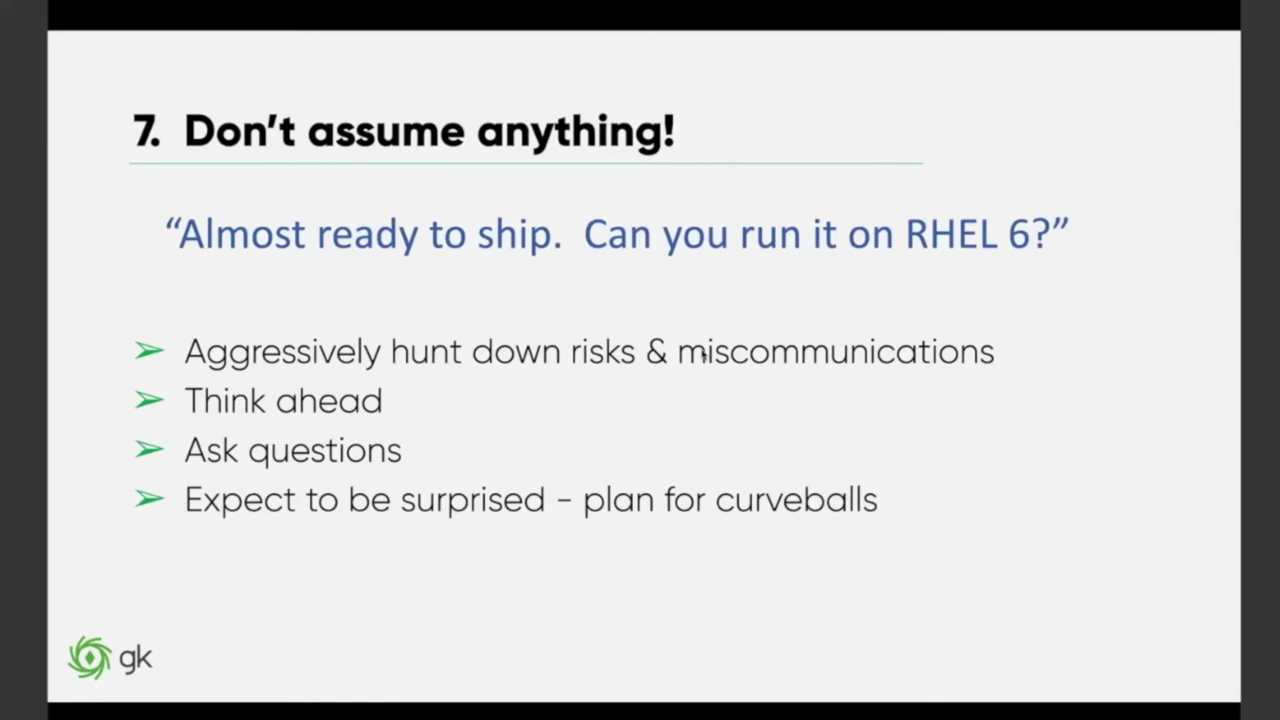 7. Don’t assume anything!
“Almost ready to ship. Can you run it on RHEL 6?”
➢ Aggressively hunt down risks & miscommunications
➢ Think ahead
➢ Ask questions
➢ Expect to be surprised – plan for curveballs
gk